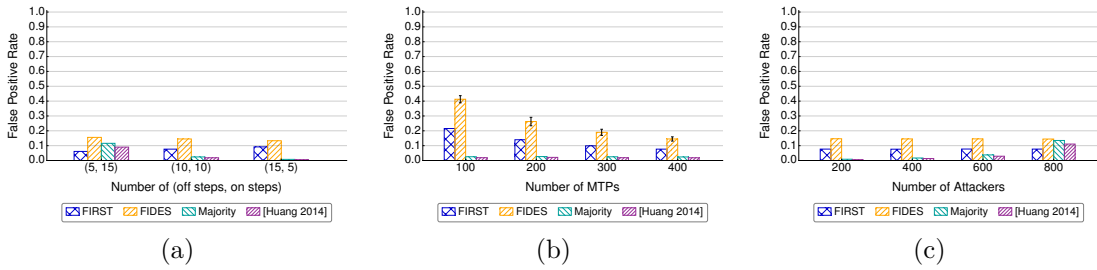 False Positive Rate
1.0
0.9
0.8
0.7
0.6
0.5
0.4
0.3
0.2
0.1
0.0
(5, 15) (10, 10) (15, 5)
Number of (off steps, on steps)
FIRST FIDES Majority [Huang 2014]
(a)
False Positive Rate
1.0
0.9
0.8
0.7
0.6
0.5
0.4
0.3
0.2
0.1
0.0
100 200 300 400
Number of MTPs
FIRST FIDES Majority [Huang 2014]
(b)
False Positive Rate
1.0
0.9
0.8
0.7
0.6
0.5
0.4
0.3
0.2
0.1
0.0
200 400 600 800
Number of Attackers
FIRST FIDES Majority [Huang 2014]
(c)